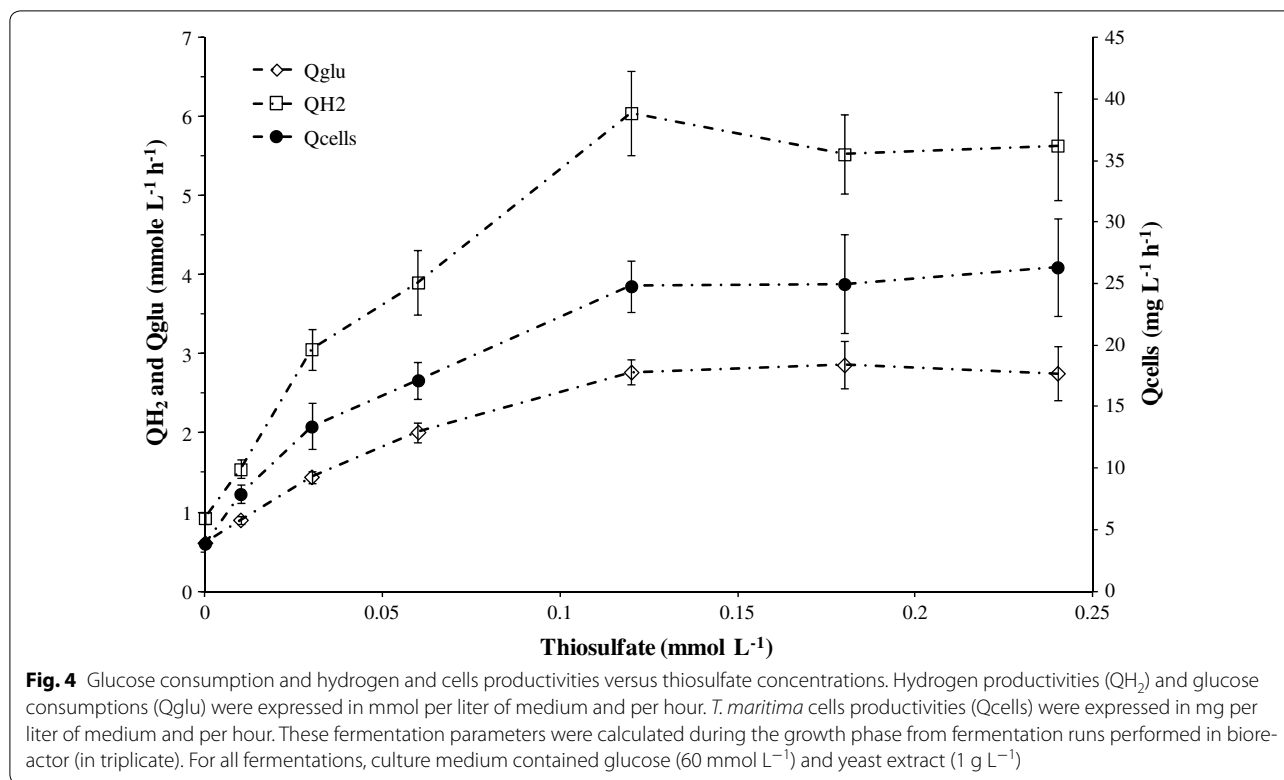 7
6
5
4
3
2
1
0
QH₂ and Qglu (mmole L⁻¹ h⁻¹)
Qglu
QH2
Qcells
45
40
35
30
25
20
15
10
5
0
Qcells (mg L⁻¹ h⁻¹)
0
0.05
0.1
0.15
0.2
0.25
Thiosulfate (mmol L⁻¹)
Fig. 4 Glucose consumption and hydrogen and cells productivities versus thiosulfate concentrations. Hydrogen productivities (QH₂) and glucose
consumptions (Qglu) were expressed in mmol per liter of medium and per hour. T. maritima cells productivities (Qcells) were expressed in mg per
liter of medium and per hour. These fermentation parameters were calculated during the growth phase from fermentation runs performed in biore-
actor (in triplicate). For all fermentations, culture medium contained glucose (60 mmol L⁻¹) and yeast extract (1 g L⁻¹)